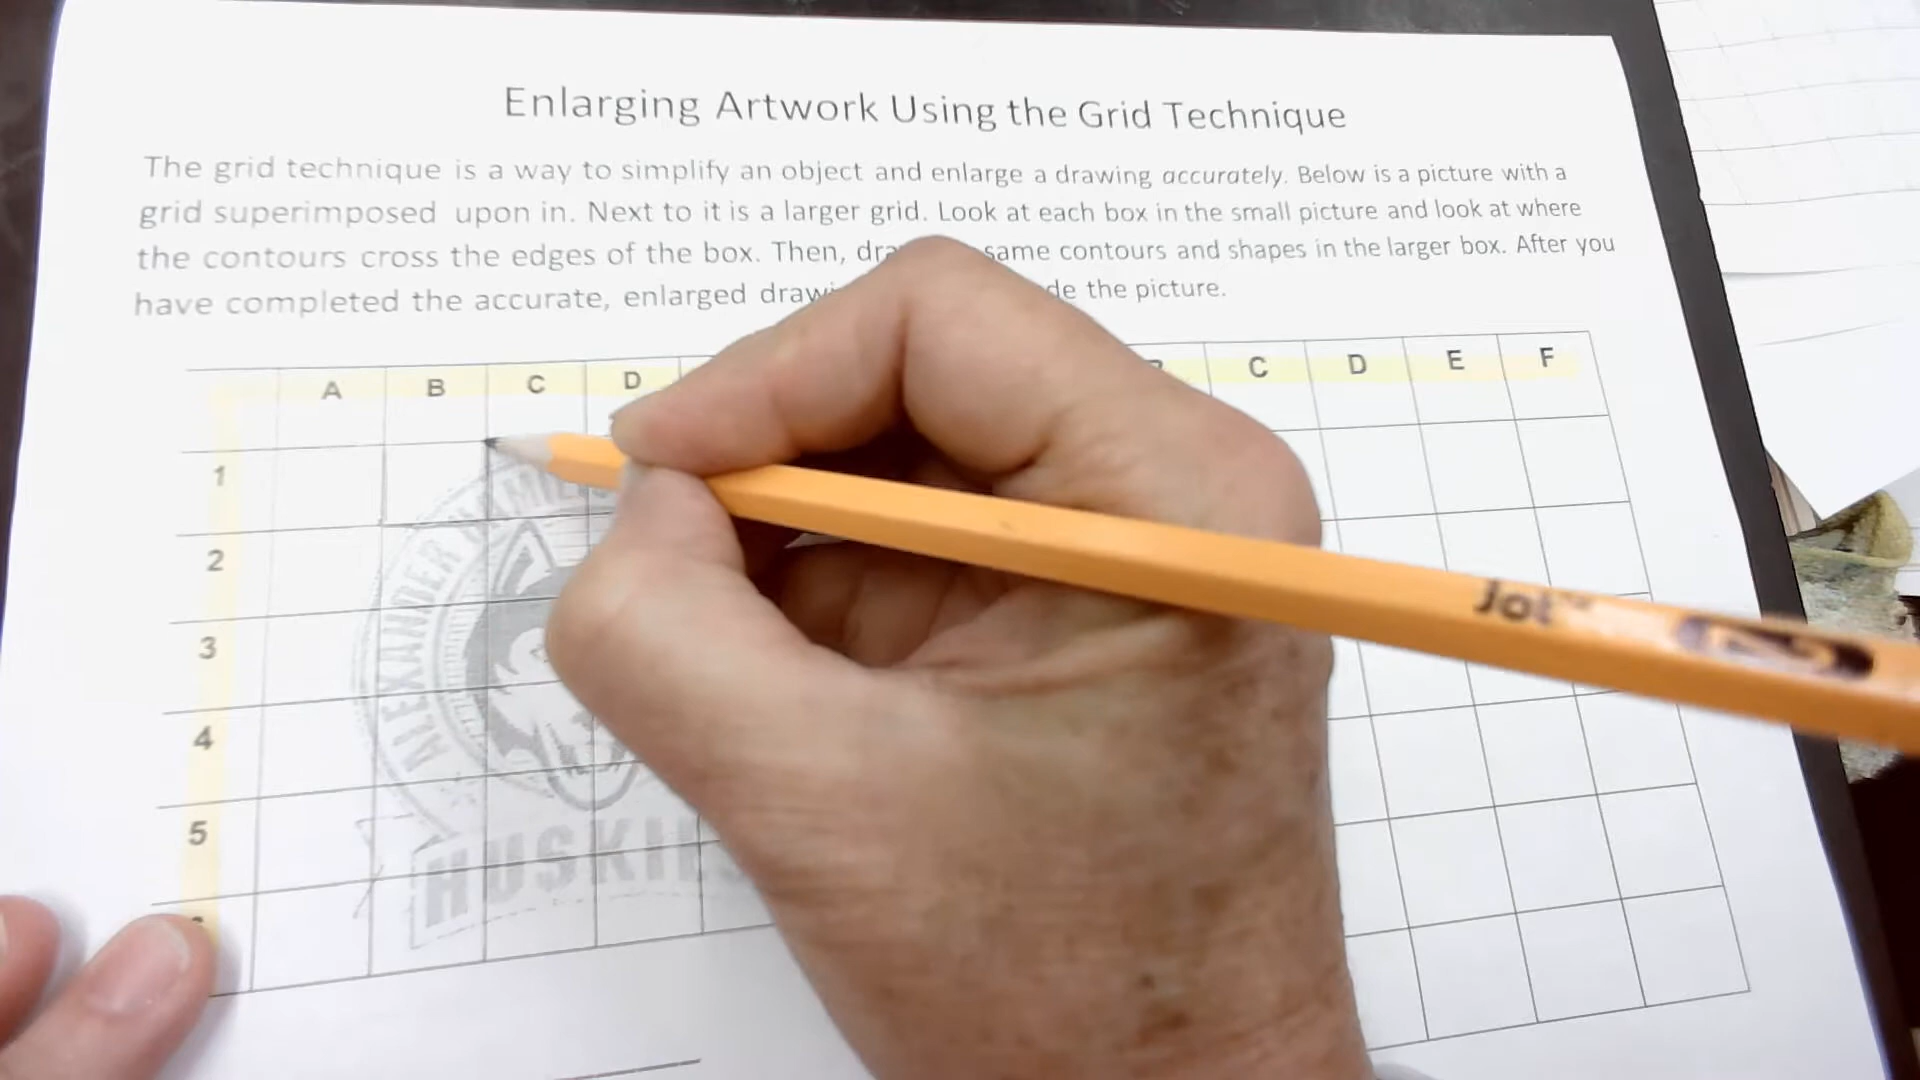 Enlarging Artwork Using the Grid Technique
The grid technique is a way to simplify an object and enlarge a drawing accurately. Below is a picture with a
grid superimposed upon in. Next to it is a larger grid. Look at each box in the small picture and look at where
the contours cross the edges of the box. Then, same contours and shapes in the larger box. After you
have completed the accurate, enlarged the picture.
A B C D C D E F
1
2
3
4
5
ALEXANDER
HUSKIE
Jot™
2